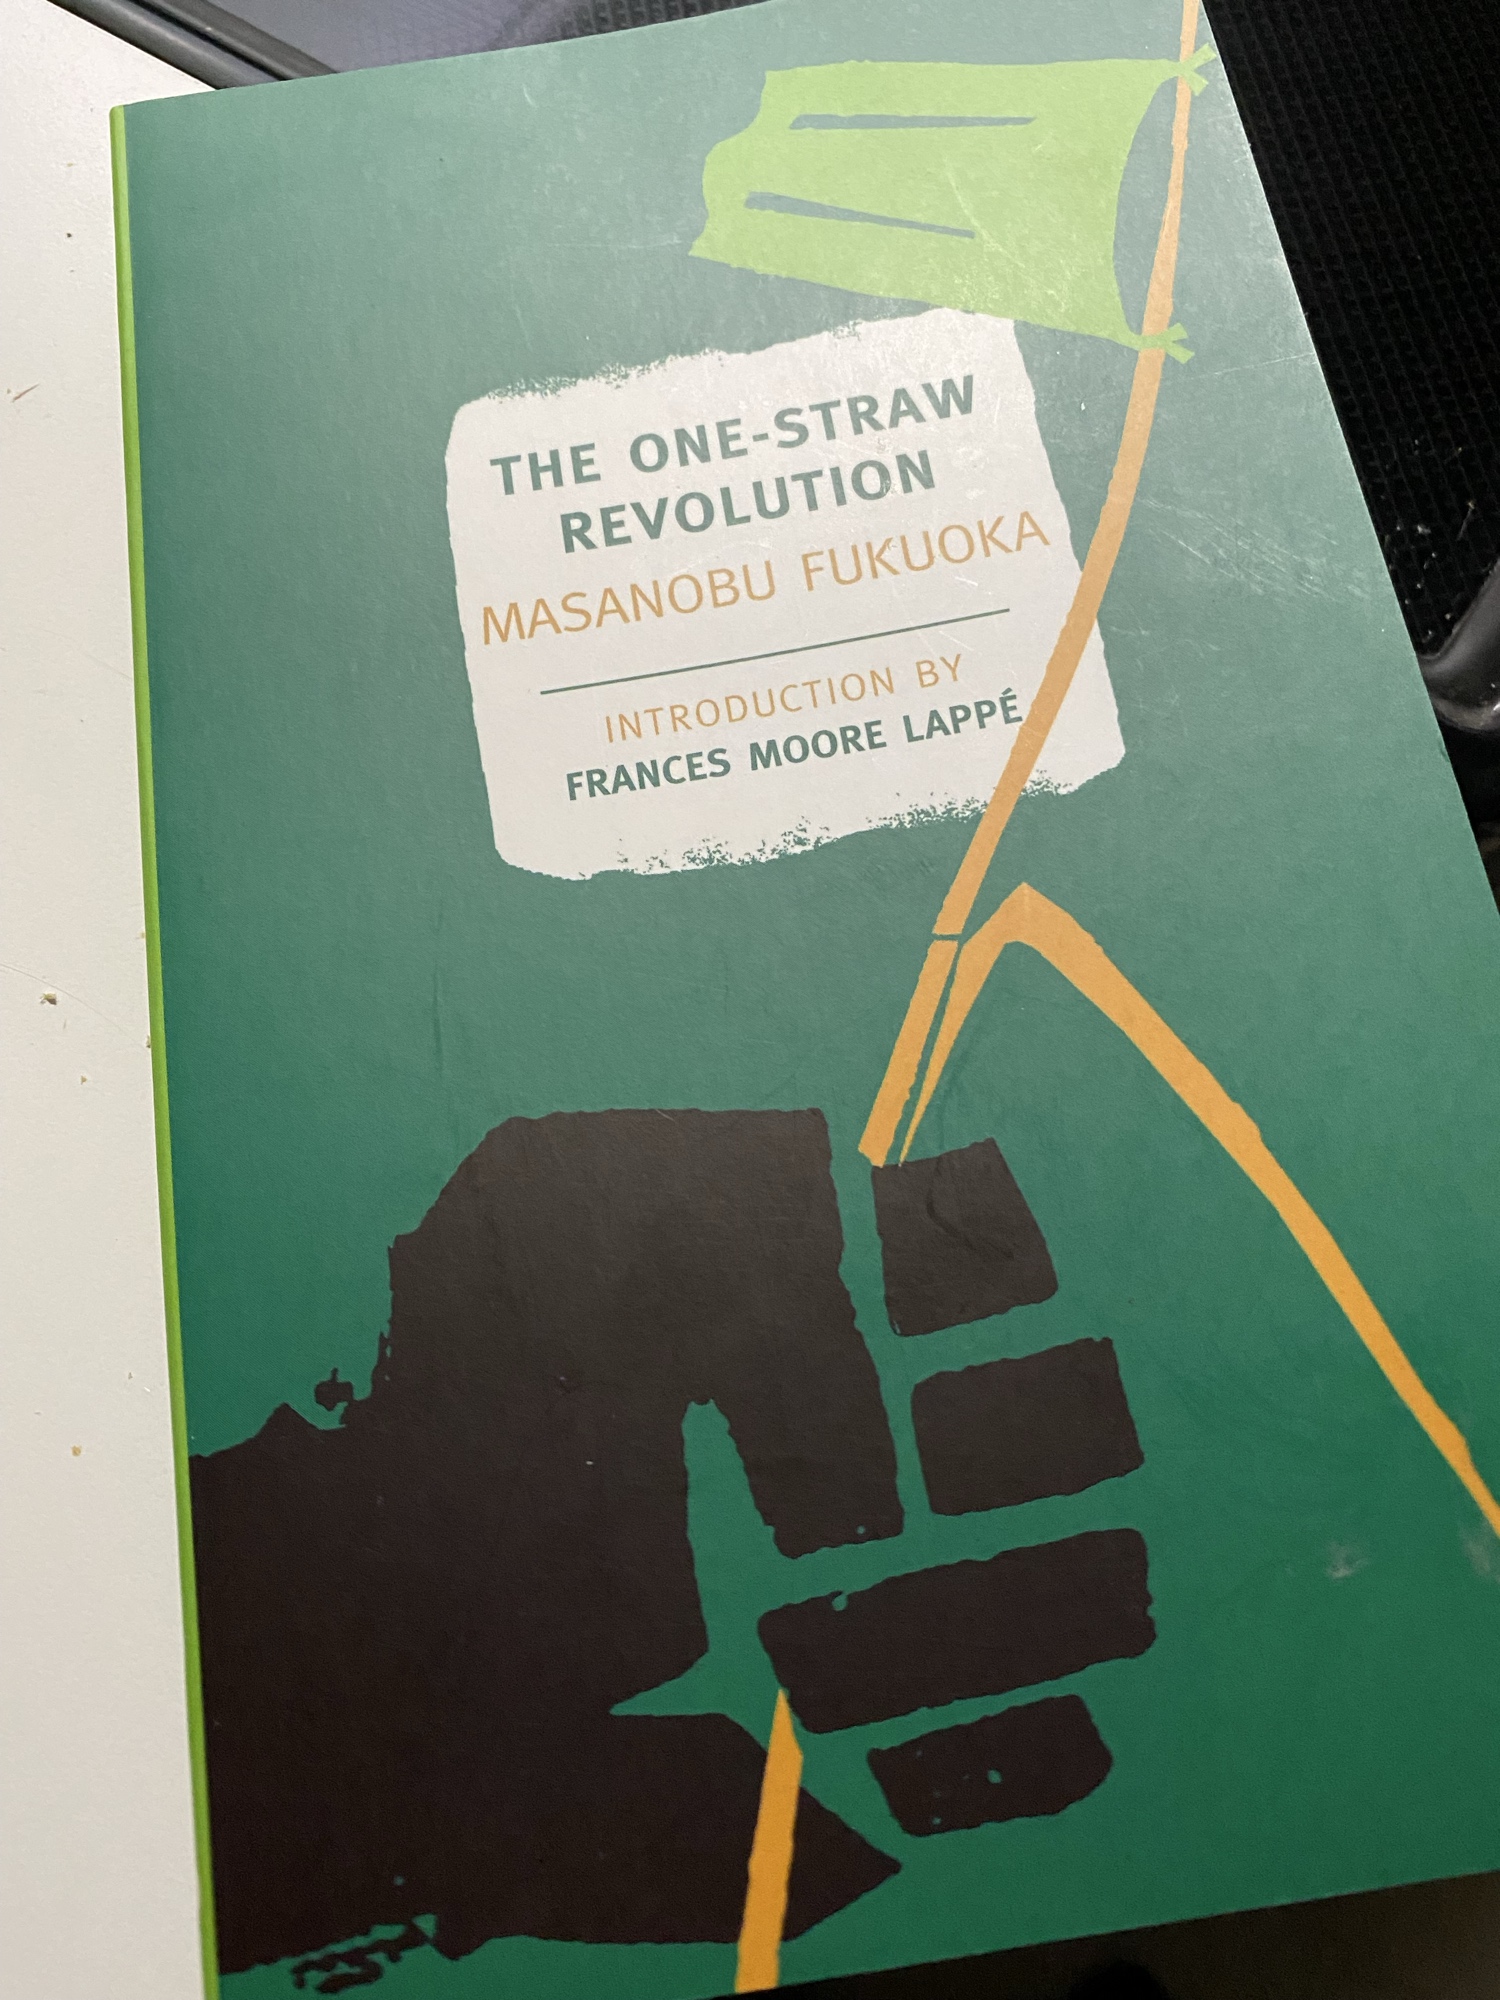 THE ONE-STRAW
REVOLUTION
MASANOBU FUKUOKA
INTRODUCTION BY
FRANCES MOORE LAPPÉ